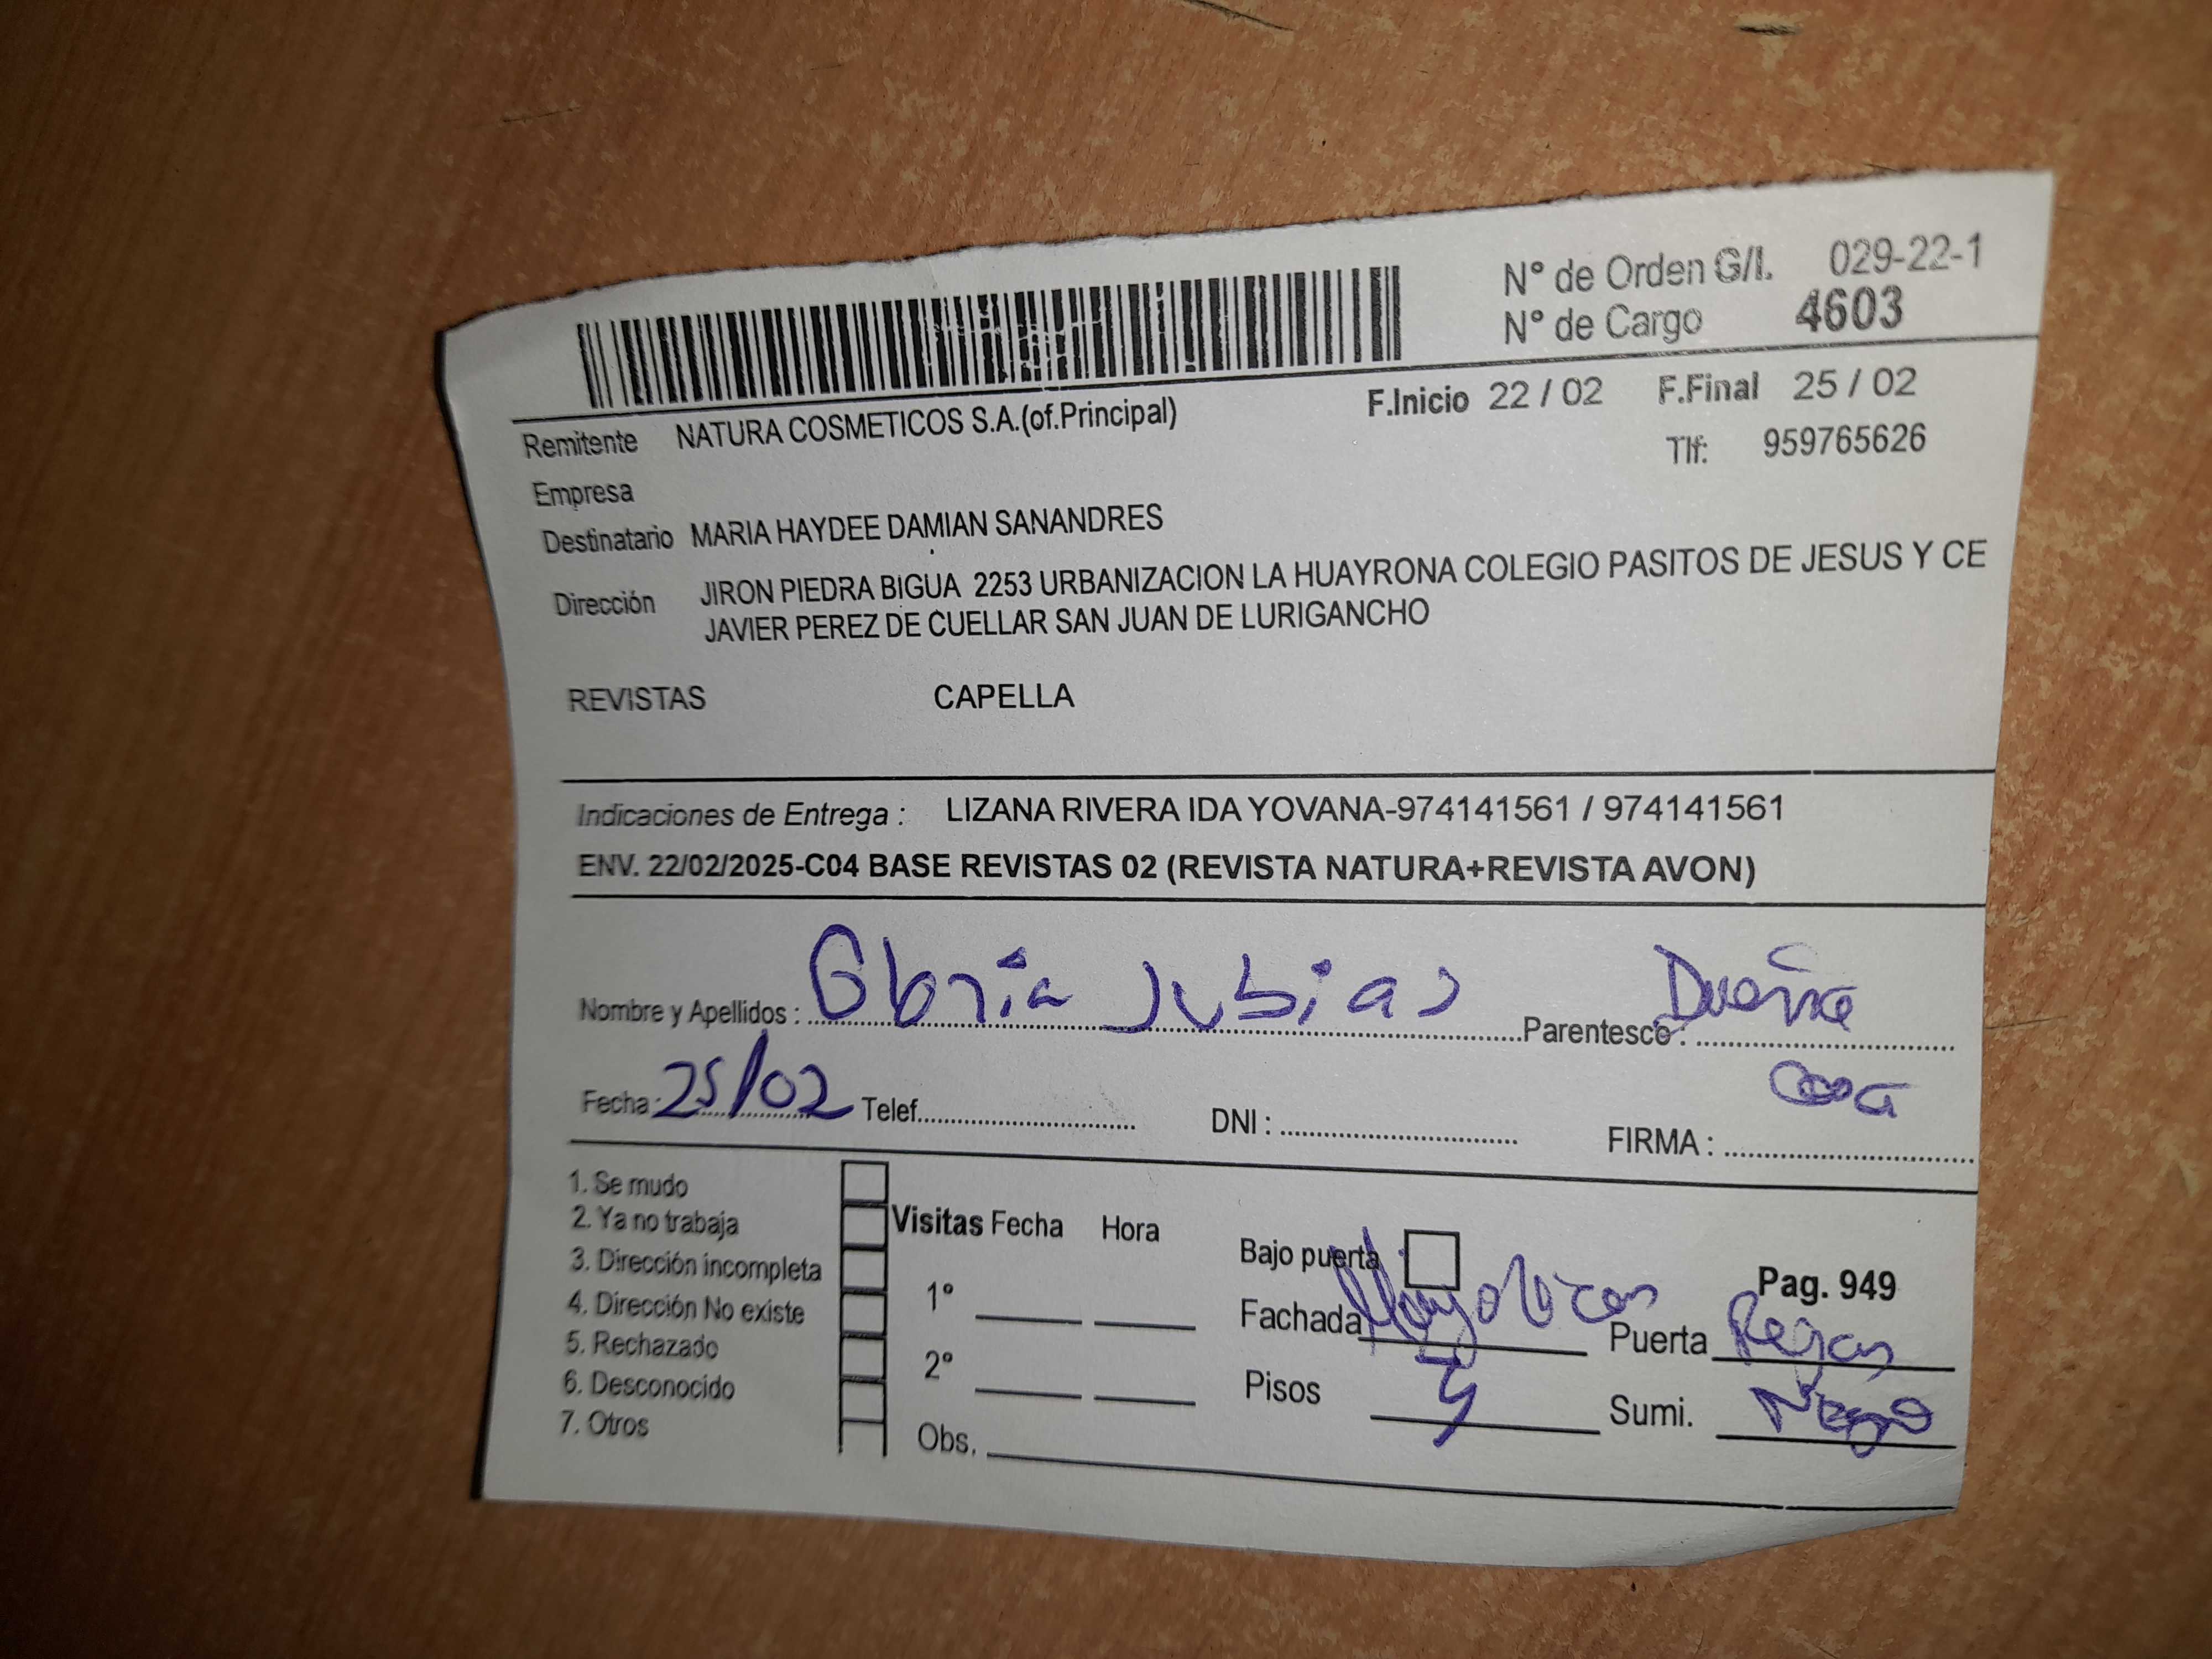 N° de Orden G/I. 029-22-1
N° de Cargo 4603
F.Inicio 22 / 02 F.Final 25 / 02
Remitente NATURA COSMETICOS S.A.(of.Principal)
Tlf: 959765626
Empresa
Destinatario MARIA HAYDEE DAMIAN SANANDRES
Dirección JIRON PIEDRA BIGUA 2253 URBANIZACION LA HUAYRONA COLEGIO PASITOS DE JESUS Y CE
JAVIER PEREZ DE CUELLAR SAN JUAN DE LURIGANCHO
REVISTAS CAPELLA
Indicaciones de Entrega : LIZANA RIVERA IDA YOVANA-974141561 / 974141561
ENV. 22/02/2025-C04 BASE REVISTAS 02 (REVISTA NATURA+REVISTA AVON)
Nombre y Apellidos : Gloria Jubias Parentesco : Dueña
casa
Fecha : 25/02 Telef. DNI : FIRMA :
1. Se mudo
2. Ya no trabaja
3. Dirección incompleta
4. Dirección No existe
5. Rechazado
6. Desconocido
7. Otros
Visitas Fecha Hora
1°
2°
Obs.
Bajo puerta
Pag. 949
Fachada Mayolicas Puerta Rejas
Pisos Sumi. Negro